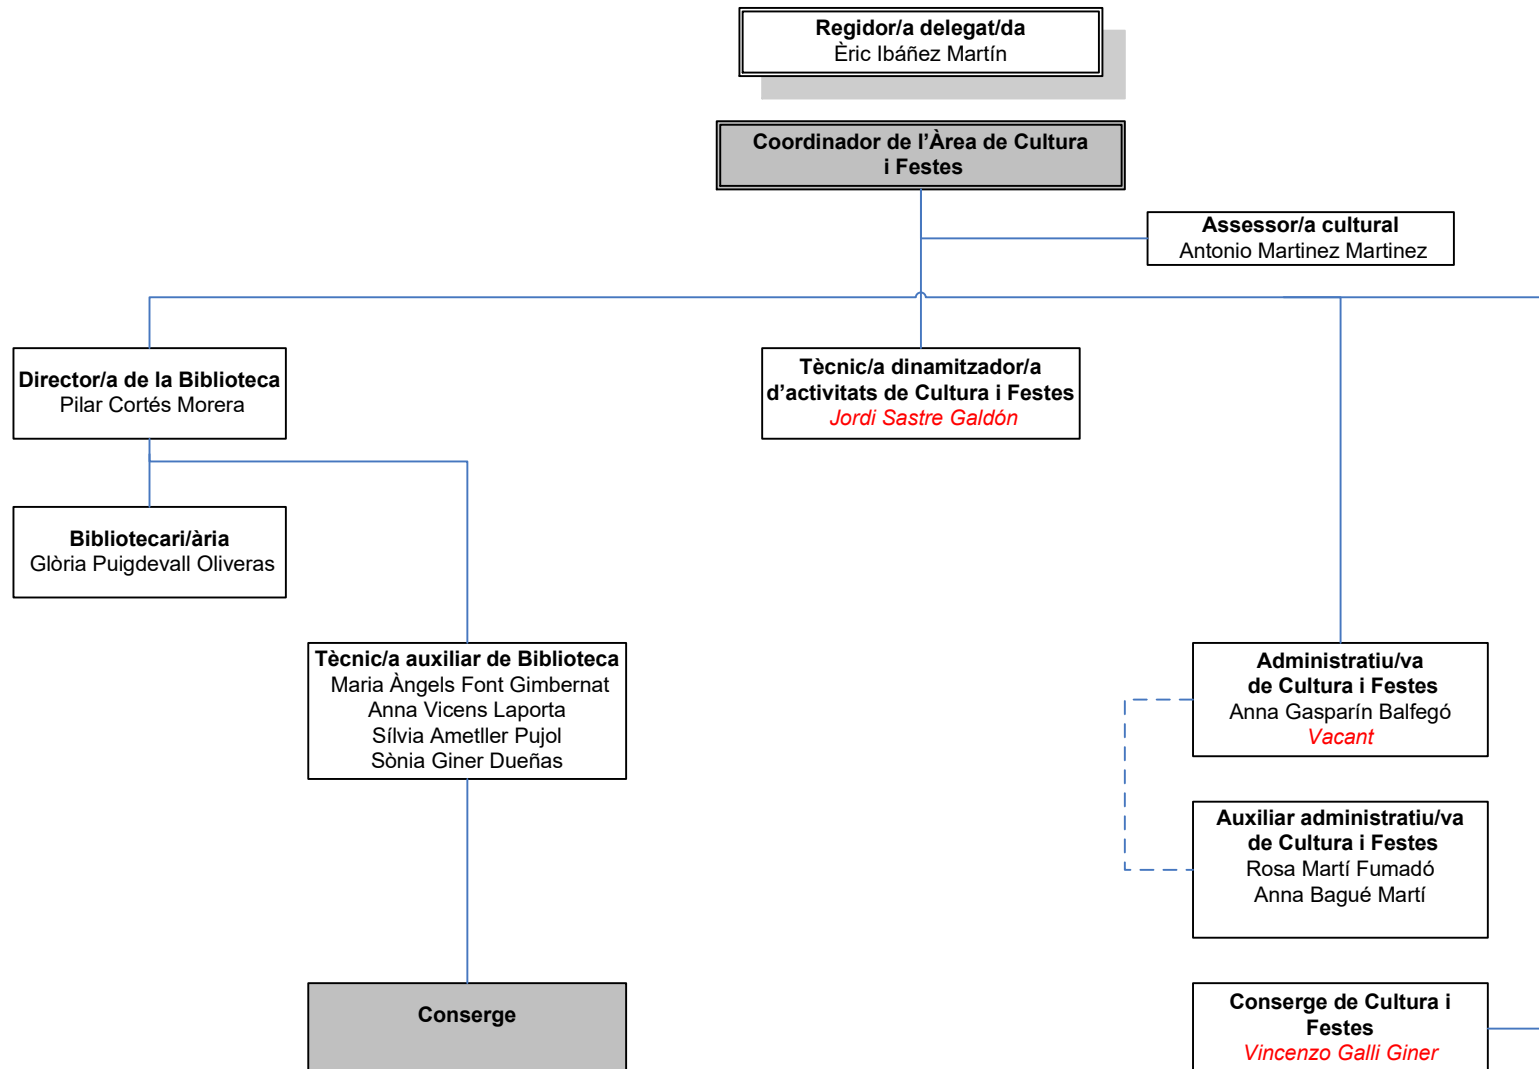 Regidor/a delegat/da
Èric Ibáñez Martín
Coordinador de l’Àrea de Cultura
i Festes
Assessor/a cultural
Antonio Martinez Martinez
Director/a de la Biblioteca
Pilar Cortés Morera
Tècnic/a dinamitzador/a
d’activitats de Cultura i Festes
Jordi Sastre Galdón
Bibliotecari/ària
Glòria Puigdevall Oliveras
Tècnic/a auxiliar de Biblioteca
Maria Àngels Font Gimbernat
Anna Vicens Laporta
Sílvia Ametller Pujol
Sònia Giner Dueñas
Administratiu/va
de Cultura i Festes
Anna Gasparín Balfegó
Vacant
Auxiliar administratiu/va
de Cultura i Festes
Rosa Martí Fumadó
Anna Bagué Martí
Conserge
Conserge de Cultura i
Festes
Vincenzo Galli Giner